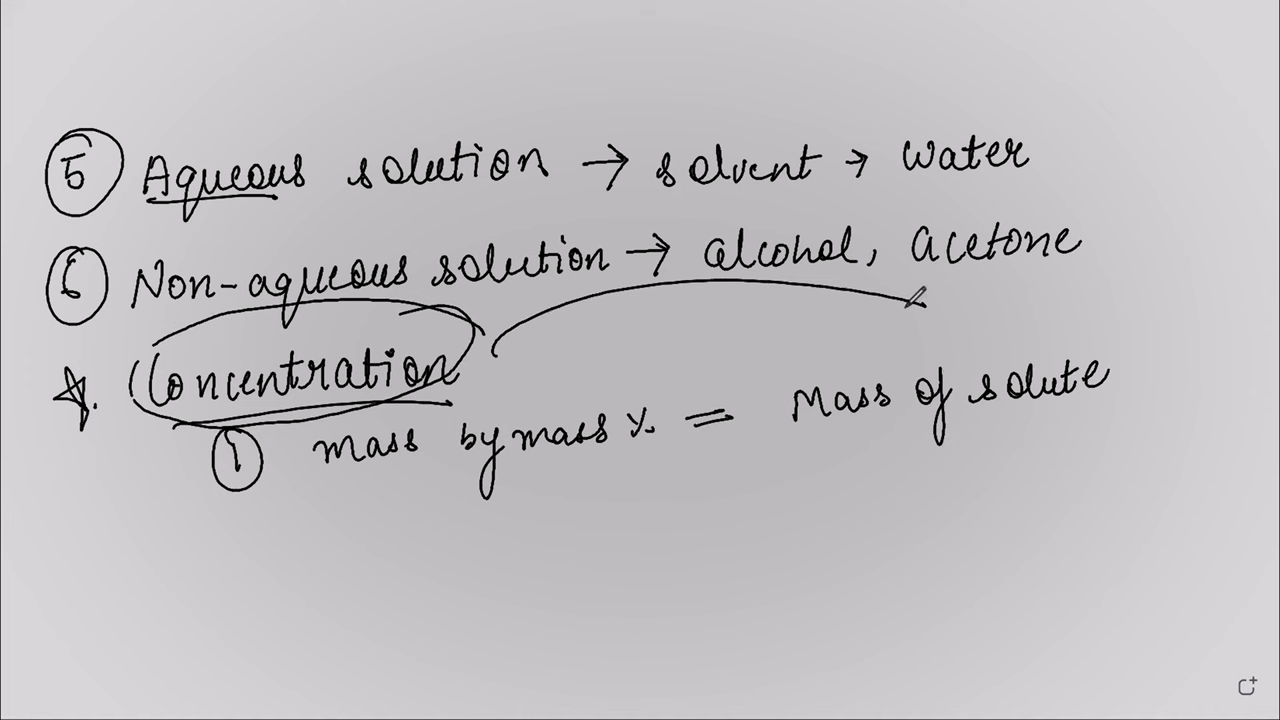 5 Aqueous solution → solvent → water
6 Non-aqueous solution → alcohol, acetone
☆. Concentration
1 mass by mass % = Mass of solute